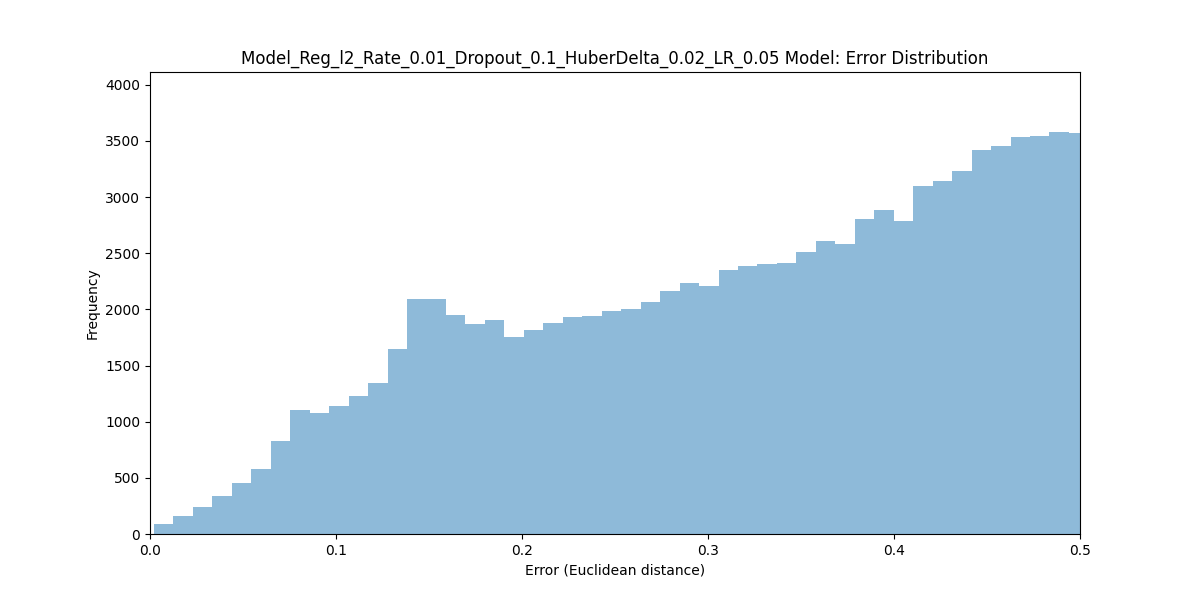 Model_Reg_l2_Rate_0.01_Dropout_0.1_HuberDelta_0.02_LR_0.05 Model: Error Distribution
4000
3500
3000
2500
2000
1500
1000
500
0
Frequency
0.0 0.1 0.2 0.3 0.4 0.5
Error (Euclidean distance)